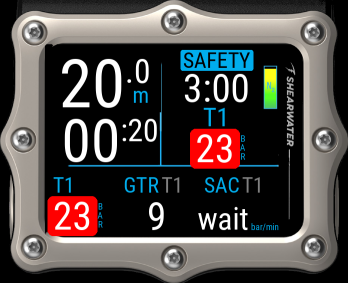 20.0 m
SAFETY
3:00
00:20
T1
23 BAR
T1
23 BAR
GTR T1
9
SAC T1
wait bar/min
N₂
SHEARWATER